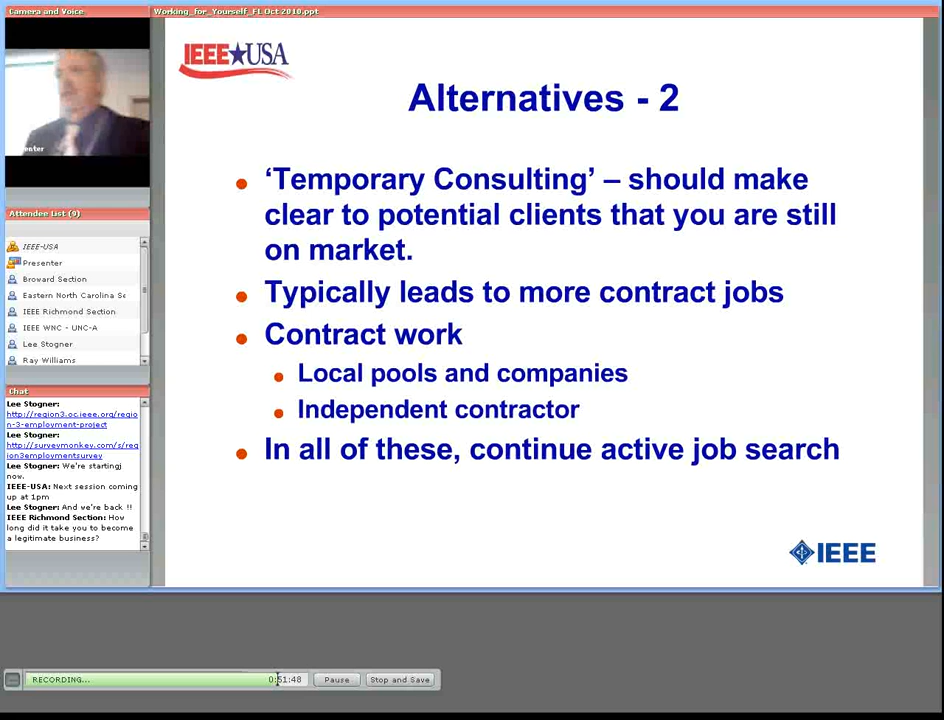 Camera and Voice
Working_for_Yourself_FL Oct 2010.ppt
enter
Attendee List (9)
IEEE-USA
Presenter
Broward Section
Eastern North Carolina Se
IEEE Richmond Section
IEEE WNC - UNC-A
Lee Stogner
Ray Williams
Chat
Lee Stogner:
http://region3.oc.ieee.org/regio
n-3-employment-project
Lee Stogner:
http://surveymonkey.com/s/reg
ion3employmentsurvey
Lee Stogner: We're startingj
now.
IEEE-USA: Next session coming
up at 1pm
Lee Stogner: And we're back !!
IEEE Richmond Section: How
long did it take you to become
a legitimate business?
IEEE USA
Alternatives - 2
‘Temporary Consulting’ – should make
clear to potential clients that you are still
on market.
Typically leads to more contract jobs
Contract work
Local pools and companies
Independent contractor
In all of these, continue active job search
IEEE
RECORDING...
0:51:48
Pause
Stop and Save